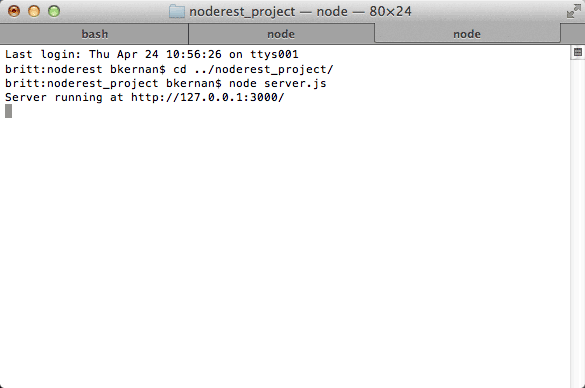 noderest_project — node — 80×24
bash node node
Last login: Thu Apr 24 10:56:26 on ttys001
britt:noderest bkernan$ cd ../noderest_project/
britt:noderest_project bkernan$ node server.js
Server running at http://127.0.0.1:3000/